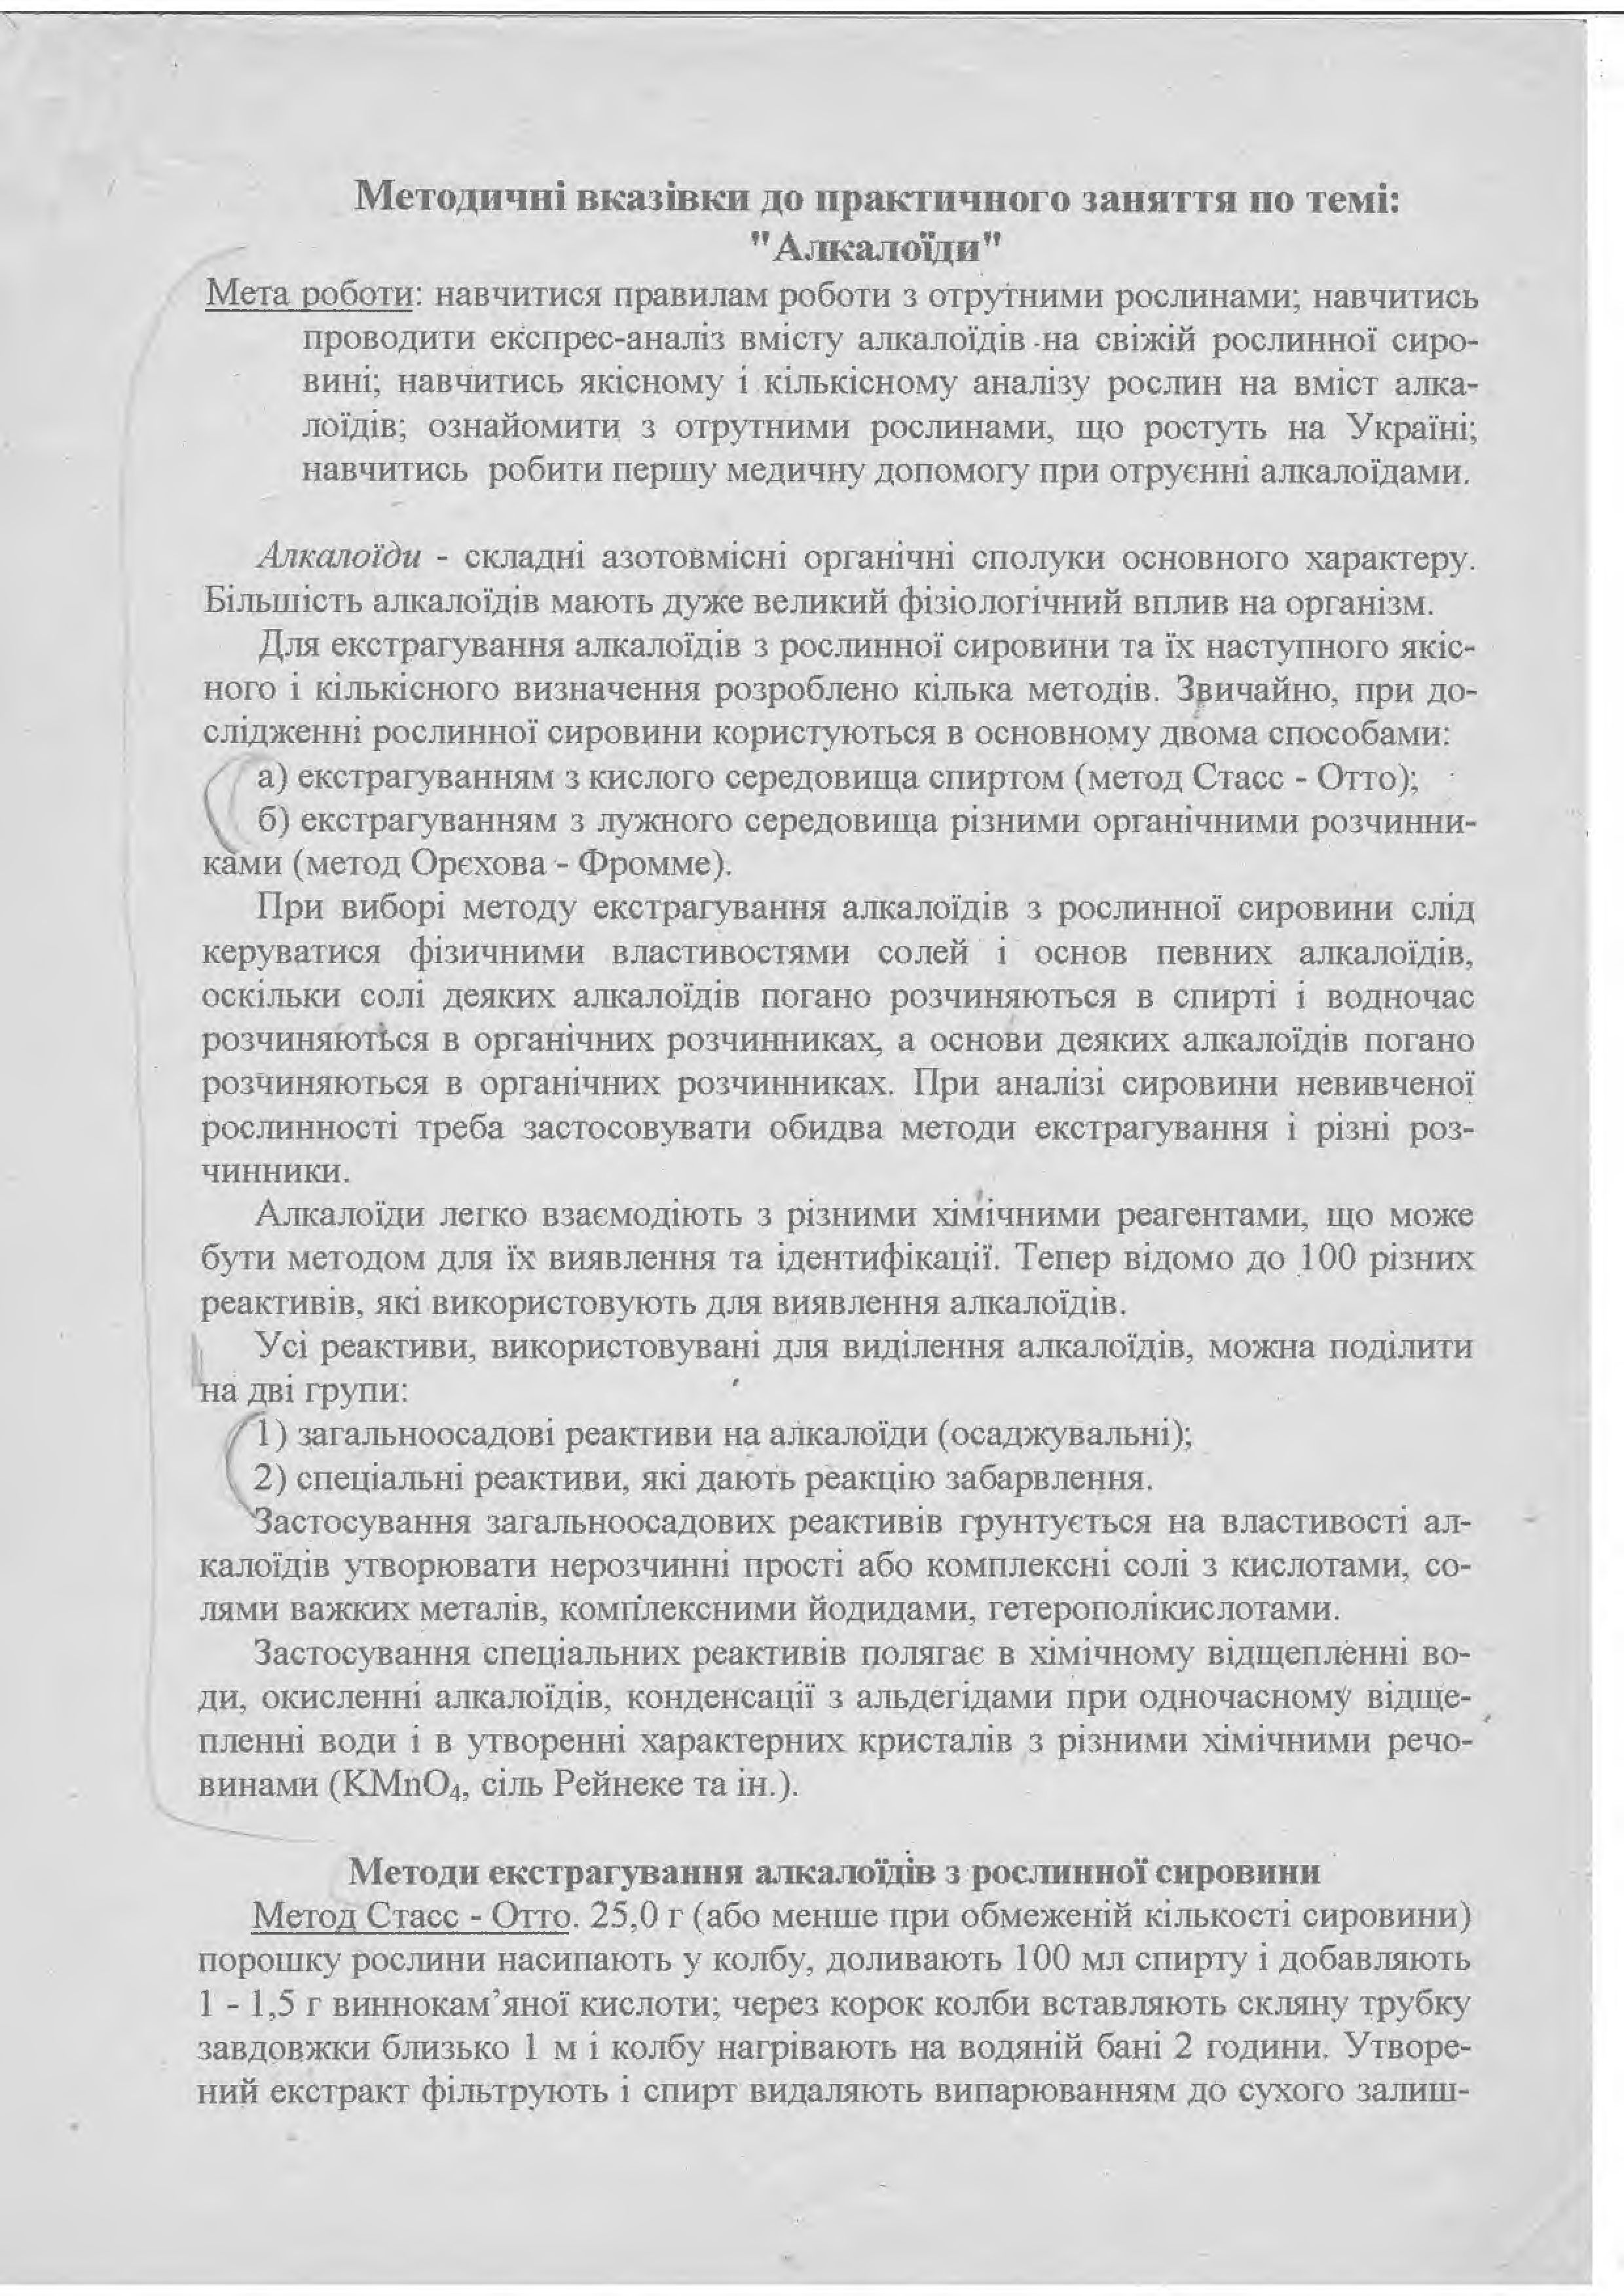 Методичні вказівки до практичного заняття по темі:
"Алкалоїди"
Мета роботи: навчитися правилам роботи з отрутними рослинами; навчитись
проводити експрес-аналіз вмісту алкалоїдів на свіжій рослинної сиро-
вині; навчитись якісному і кількісному аналізу рослин на вміст алка-
лоїдів; ознайомити з отрутними рослинами, що ростуть на Україні;
навчитись робити першу медичну допомогу при отруєнні алкалоїдами.
Алкалоїди - складні азотовмісні органічні сполуки основного характеру.
Більшість алкалоїдів мають дуже великий фізіологічний вплив на організм.
Для екстрагування алкалоїдів з рослинної сировини та їх наступного якіс-
ного і кількісного визначення розроблено кілька методів. Звичайно, при до-
слідженні рослинної сировини користуються в основному двома способами:
а) екстрагуванням з кислого середовища спиртом (метод Стасс - Отто);
б) екстрагуванням з лужного середовища різними органічними розчинни-
ками (метод Орєхова - Фромме).
При виборі методу екстрагування алкалоїдів з рослинної сировини слід
керуватися фізичними властивостями солей і основ певних алкалоїдів,
оскільки солі деяких алкалоїдів погано розчиняються в спирті і водночас
розчиняються в органічних розчинниках, а основи деяких алкалоїдів погано
розчиняються в органічних розчинниках. При аналізі сировини невивченої
рослинності треба застосовувати обидва методи екстрагування і різні роз-
чинники.
Алкалоїди легко взаємодіють з різними хімічними реагентами, що може
бути методом для їх виявлення та ідентифікації. Тепер відомо до 100 різних
реактивів, які використовують для виявлення алкалоїдів.
Усі реактиви, використовувані для виділення алкалоїдів, можна поділити
на дві групи:
1) загальноосадові реактиви на алкалоїди (осаджувальні);
2) спеціальні реактиви, які дають реакцію забарвлення.
Застосування загальноосадових реактивів грунтується на властивості ал-
калоїдів утворювати нерозчинні прості або комплексні солі з кислотами, со-
лями важких металів, комплексними йодидами, гетерополікислотами.
Застосування спеціальних реактивів полягає в хімічному відщепленні во-
ди, окисленні алкалоїдів, конденсації з альдегідами при одночасному відще-
пленні води і в утворенні характерних кристалів з різними хімічними речо-
винами (KMnO₄, сіль Рейнеке та ін.).
Методи екстрагування алкалоїдів з рослинної сировини
Метод Стасс - Отто. 25,0 г (або менше при обмеженій кількості сировини)
порошку рослини насипають у колбу, доливають 100 мл спирту і добавляють
1 - 1,5 г виннокам’яної кислоти; через корок колби вставляють скляну трубку
завдовжки близько 1 м і колбу нагрівають на водяній бані 2 години. Утворе-
ний екстракт фільтрують і спирт видаляють випарюванням до сухого залиш-